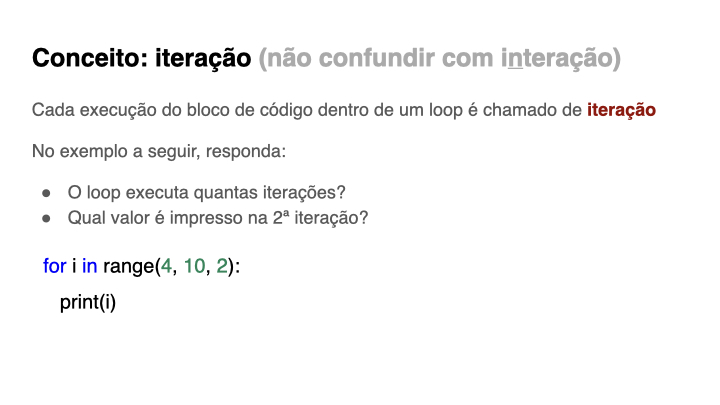 Conceito: iteração (não confundir com interação)
Cada execução do bloco de código dentro de um loop é chamado de iteração
No exemplo a seguir, responda:
● O loop executa quantas iterações?
● Qual valor é impresso na 2ª iteração?
for i in range(4, 10, 2):
    print(i)